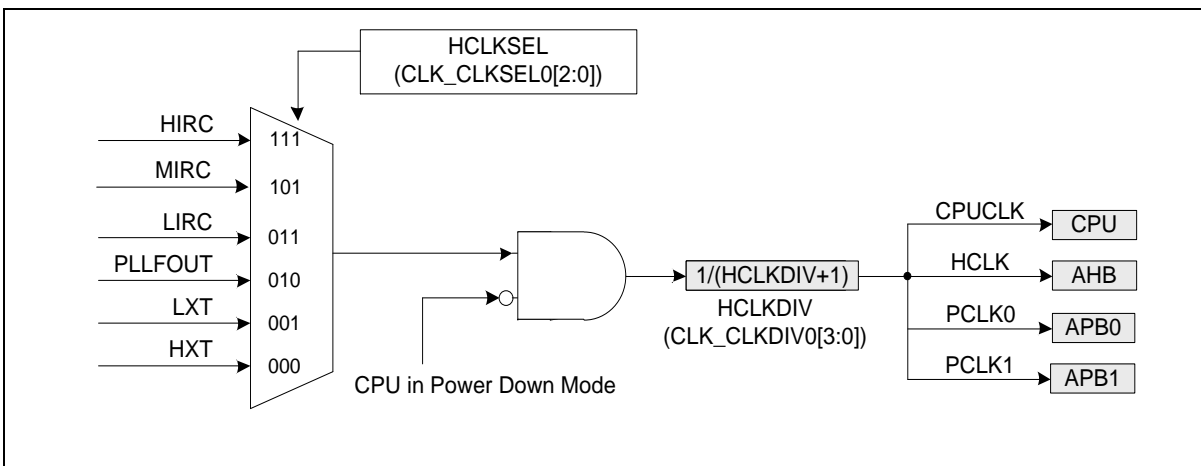 HCLKSEL
(CLK_CLKSEL0[2:0])
HIRC
111
MIRC
101
LIRC
011
PLLFOUT
010
LXT
001
HXT
000
CPU in Power Down Mode
1/(HCLKDIV+1)
HCLKDIV
(CLK_CLKDIV0[3:0])
CPUCLK
CPU
HCLK
AHB
PCLK0
APB0
PCLK1
APB1